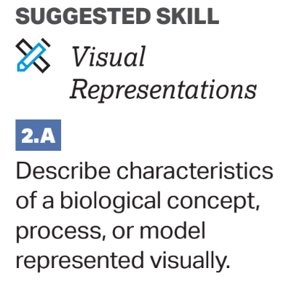 SUGGESTED SKILL
Visual
Representations
2.A
Describe characteristics
of a biological concept,
process, or model
represented visually.